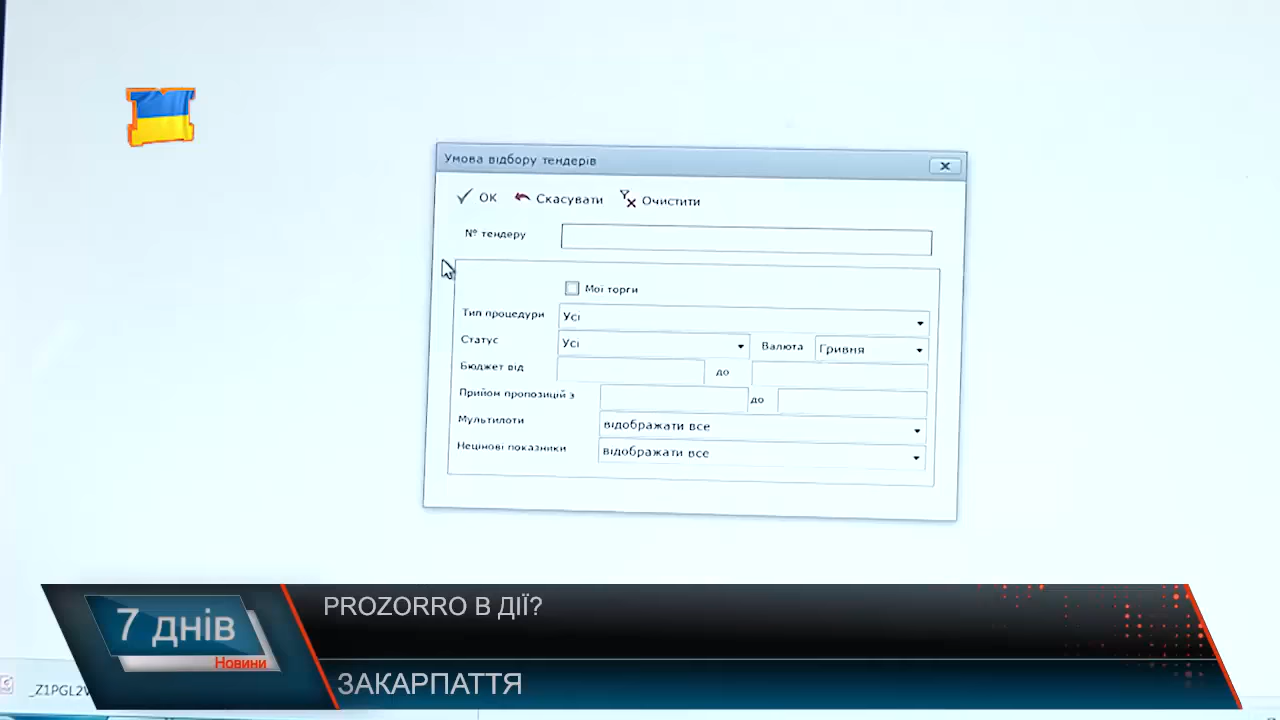 Умова відбору тендерів
ОК Скасувати Очистити
№ тендеру
Мої торги
Тип процедури Усі
Статус Усі Валюта Гривня
Бюджет від до
Прийом пропозицій з до
Мультилоти відображати все
Нецінові показники відображати все
7 днів
Новини
PROZORRO В ДІЇ?
ЗАКАРПАТТЯ